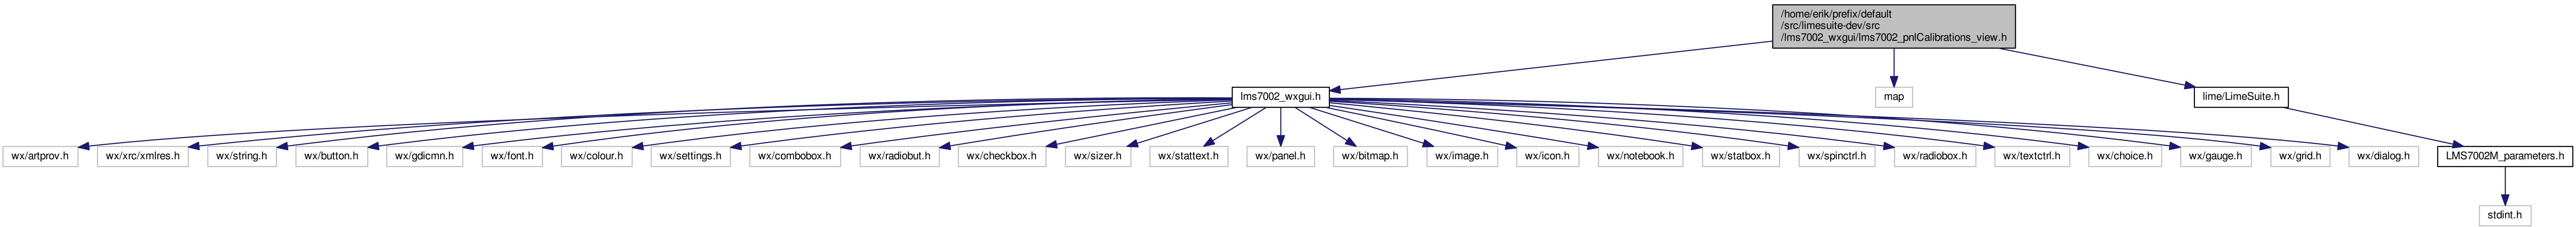 /home/erik/prefix/default
/src/limesuite-dev/src
/lms7002_wxgui/lms7002_pnlCalibrations_view.h
lms7002_wxgui.h
map
lime/LimeSuite.h
wx/artprov.h
wx/xrc/xmlres.h
wx/string.h
wx/button.h
wx/gdicmn.h
wx/font.h
wx/colour.h
wx/settings.h
wx/combobox.h
wx/radiobut.h
wx/checkbox.h
wx/sizer.h
wx/stattext.h
wx/panel.h
wx/bitmap.h
wx/image.h
wx/icon.h
wx/notebook.h
wx/statbox.h
wx/spinctrl.h
wx/radiobox.h
wx/textctrl.h
wx/choice.h
wx/gauge.h
wx/grid.h
wx/dialog.h
LMS7002M_parameters.h
stdint.h